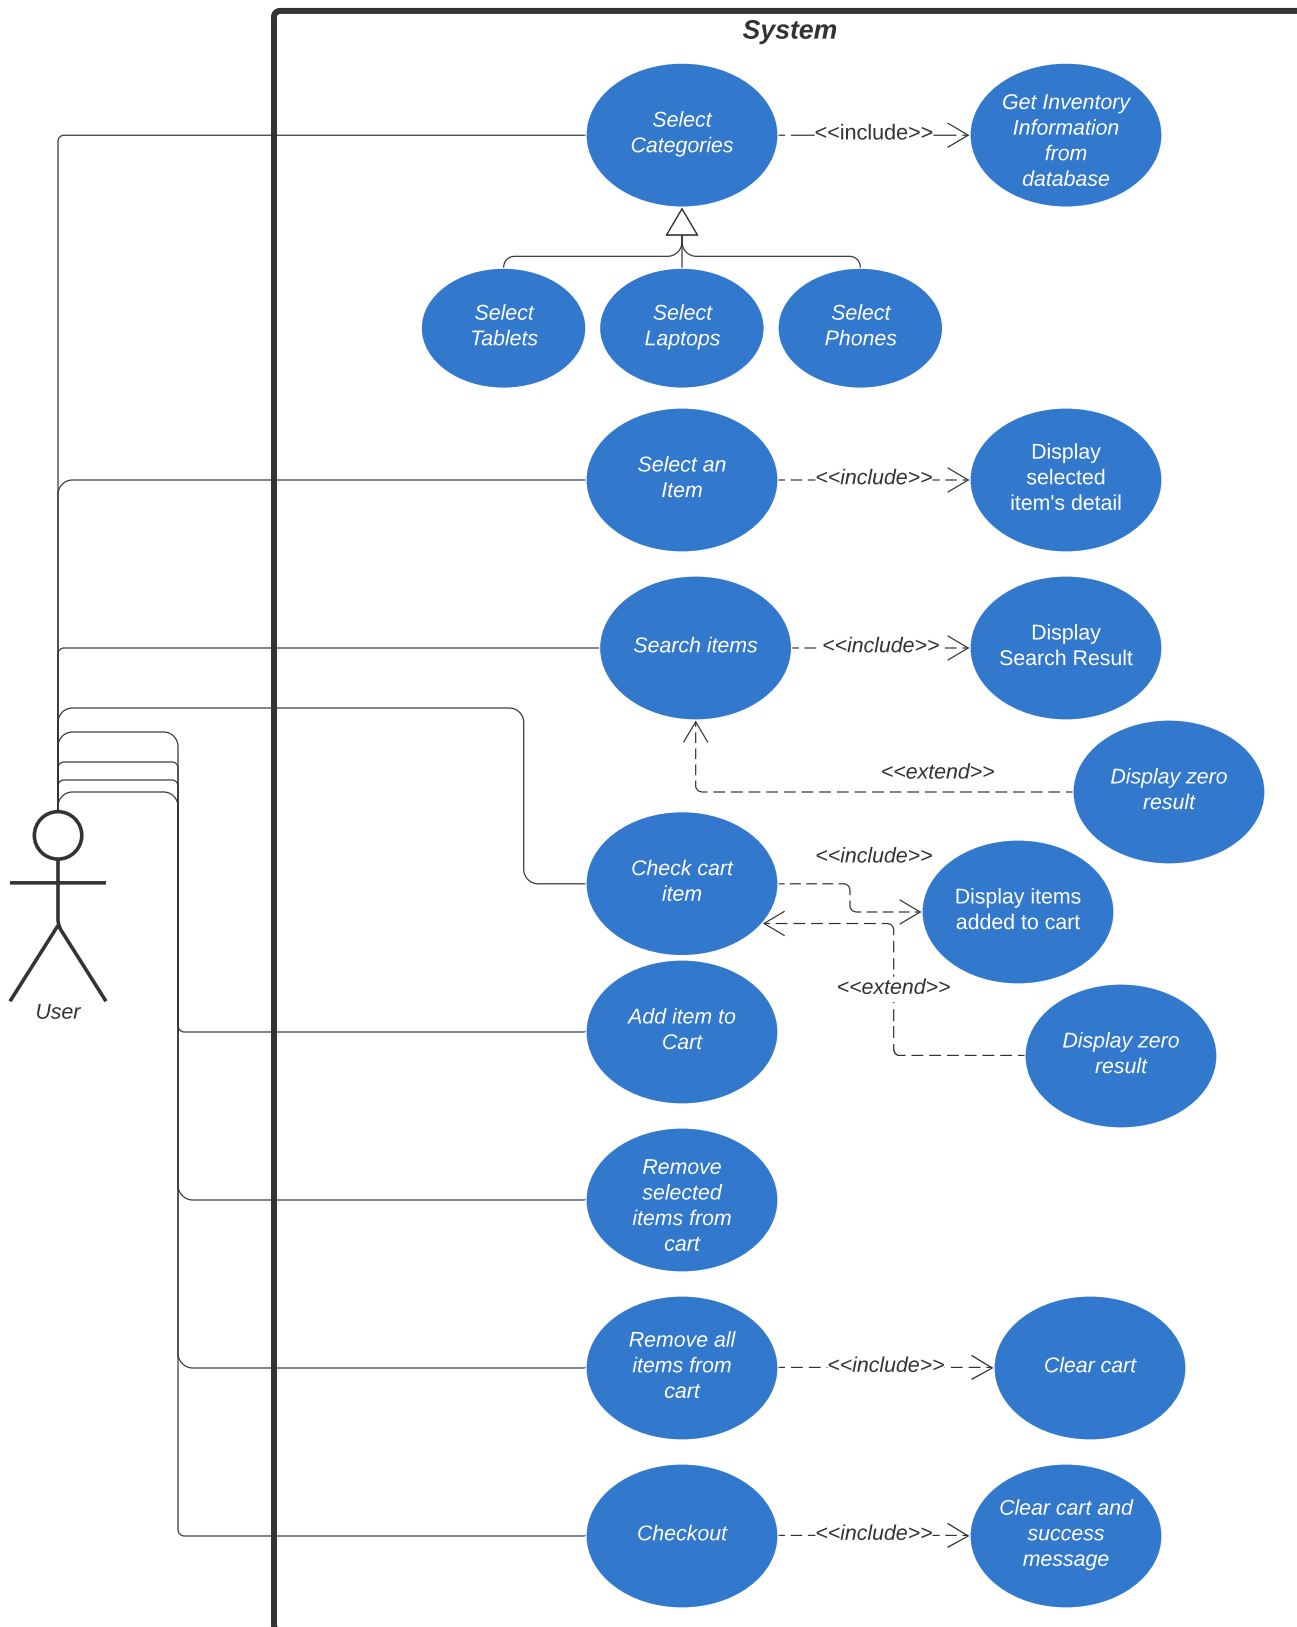 System
Select
Categories
<<include>>
Get Inventory
Information
from
database
Select
Tablets
Select
Laptops
Select
Phones
Select an
Item
<<include>>
Display
selected
item's detail
Search items
<<include>>
Display
Search Result
<<extend>>
Display zero
result
Check cart
item
<<include>>
Display items
added to cart
<<extend>>
Display zero
result
User
Add item to
Cart
Remove
selected
items from
cart
Remove all
items from
cart
<<include>>
Clear cart
Checkout
<<include>>
Clear cart and
success
message